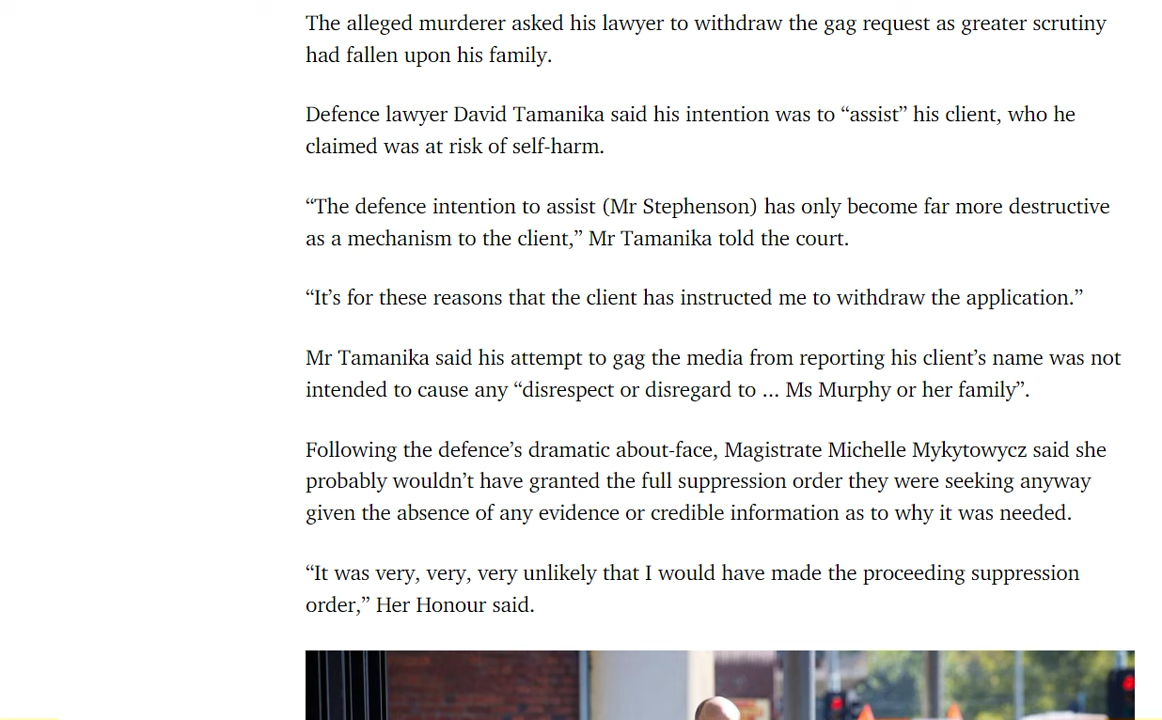 The alleged murderer asked his lawyer to withdraw the gag request as greater scrutiny
had fallen upon his family.
Defence lawyer David Tamanika said his intention was to “assist” his client, who he
claimed was at risk of self-harm.
“The defence intention to assist (Mr Stephenson) has only become far more destructive
as a mechanism to the client,” Mr Tamanika told the court.
“It’s for these reasons that the client has instructed me to withdraw the application.”
Mr Tamanika said his attempt to gag the media from reporting his client’s name was not
intended to cause any “disrespect or disregard to ... Ms Murphy or her family”.
Following the defence’s dramatic about-face, Magistrate Michelle Mykytowycz said she
probably wouldn’t have granted the full suppression order they were seeking anyway
given the absence of any evidence or credible information as to why it was needed.
“It was very, very, very unlikely that I would have made the proceeding suppression
order,” Her Honour said.